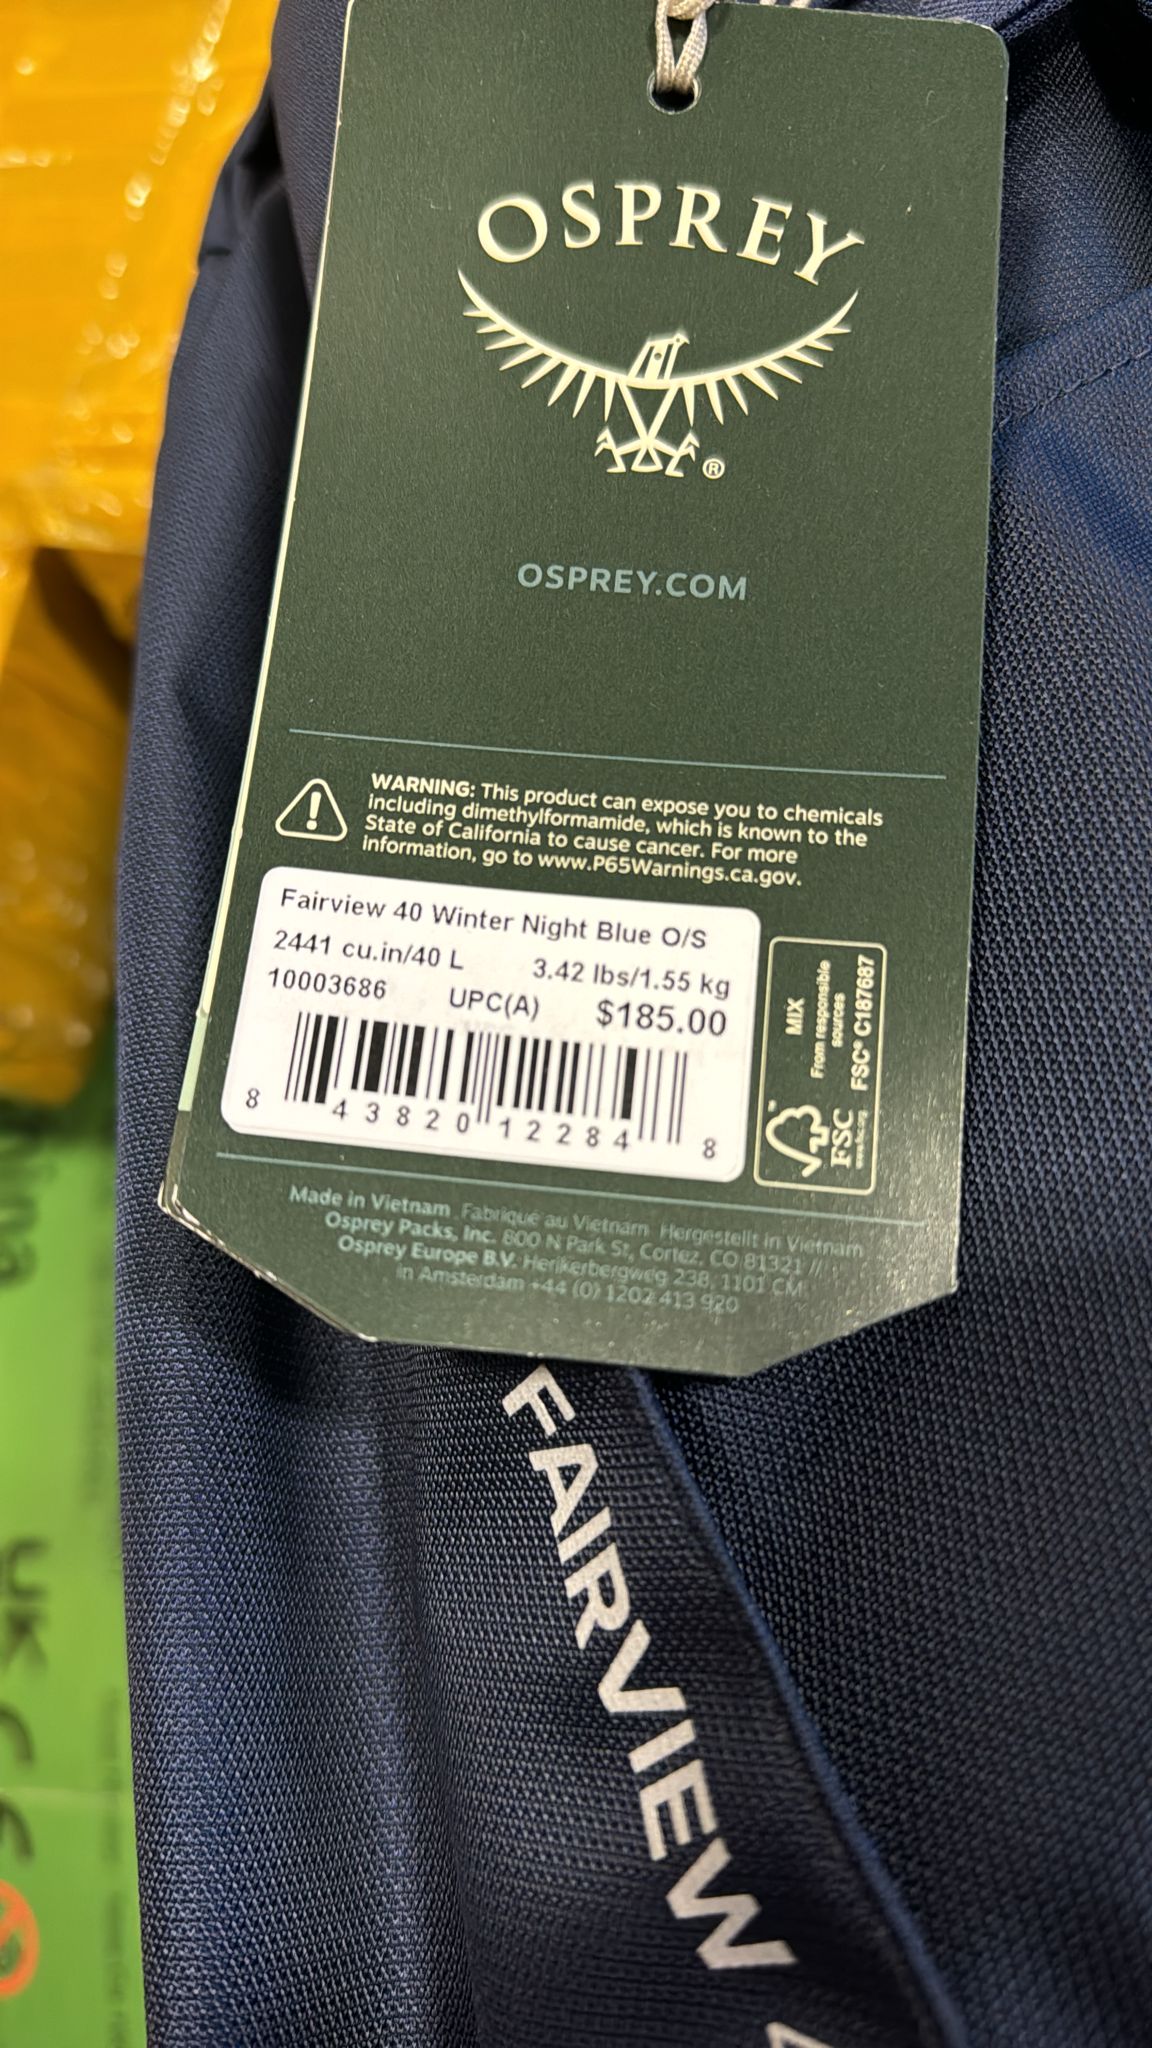 OSPREY
®
OSPREY.COM
WARNING: This product can expose you to chemicals
including dimethylformamide, which is known to the
State of California to cause cancer. For more
information, go to www.P65Warnings.ca.gov.
Fairview 40 Winter Night Blue O/S
2441 cu.in/40 L 3.42 lbs/1.55 kg
10003686 UPC(A) $185.00
8 43820 12284 8
MIX
From responsible
sources
FSC® C187687
FSC
www.fsc.org
Made in Vietnam Fabriqué au Vietnam Hergestellt in Vietnam
Osprey Packs, Inc. 800 N Park St, Cortez, CO 81321 //
Osprey Europe B.V. Herikerbergweg 238, 1101 CM
in Amsterdam +44 (0) 1202 413 920
FAIRVIEW